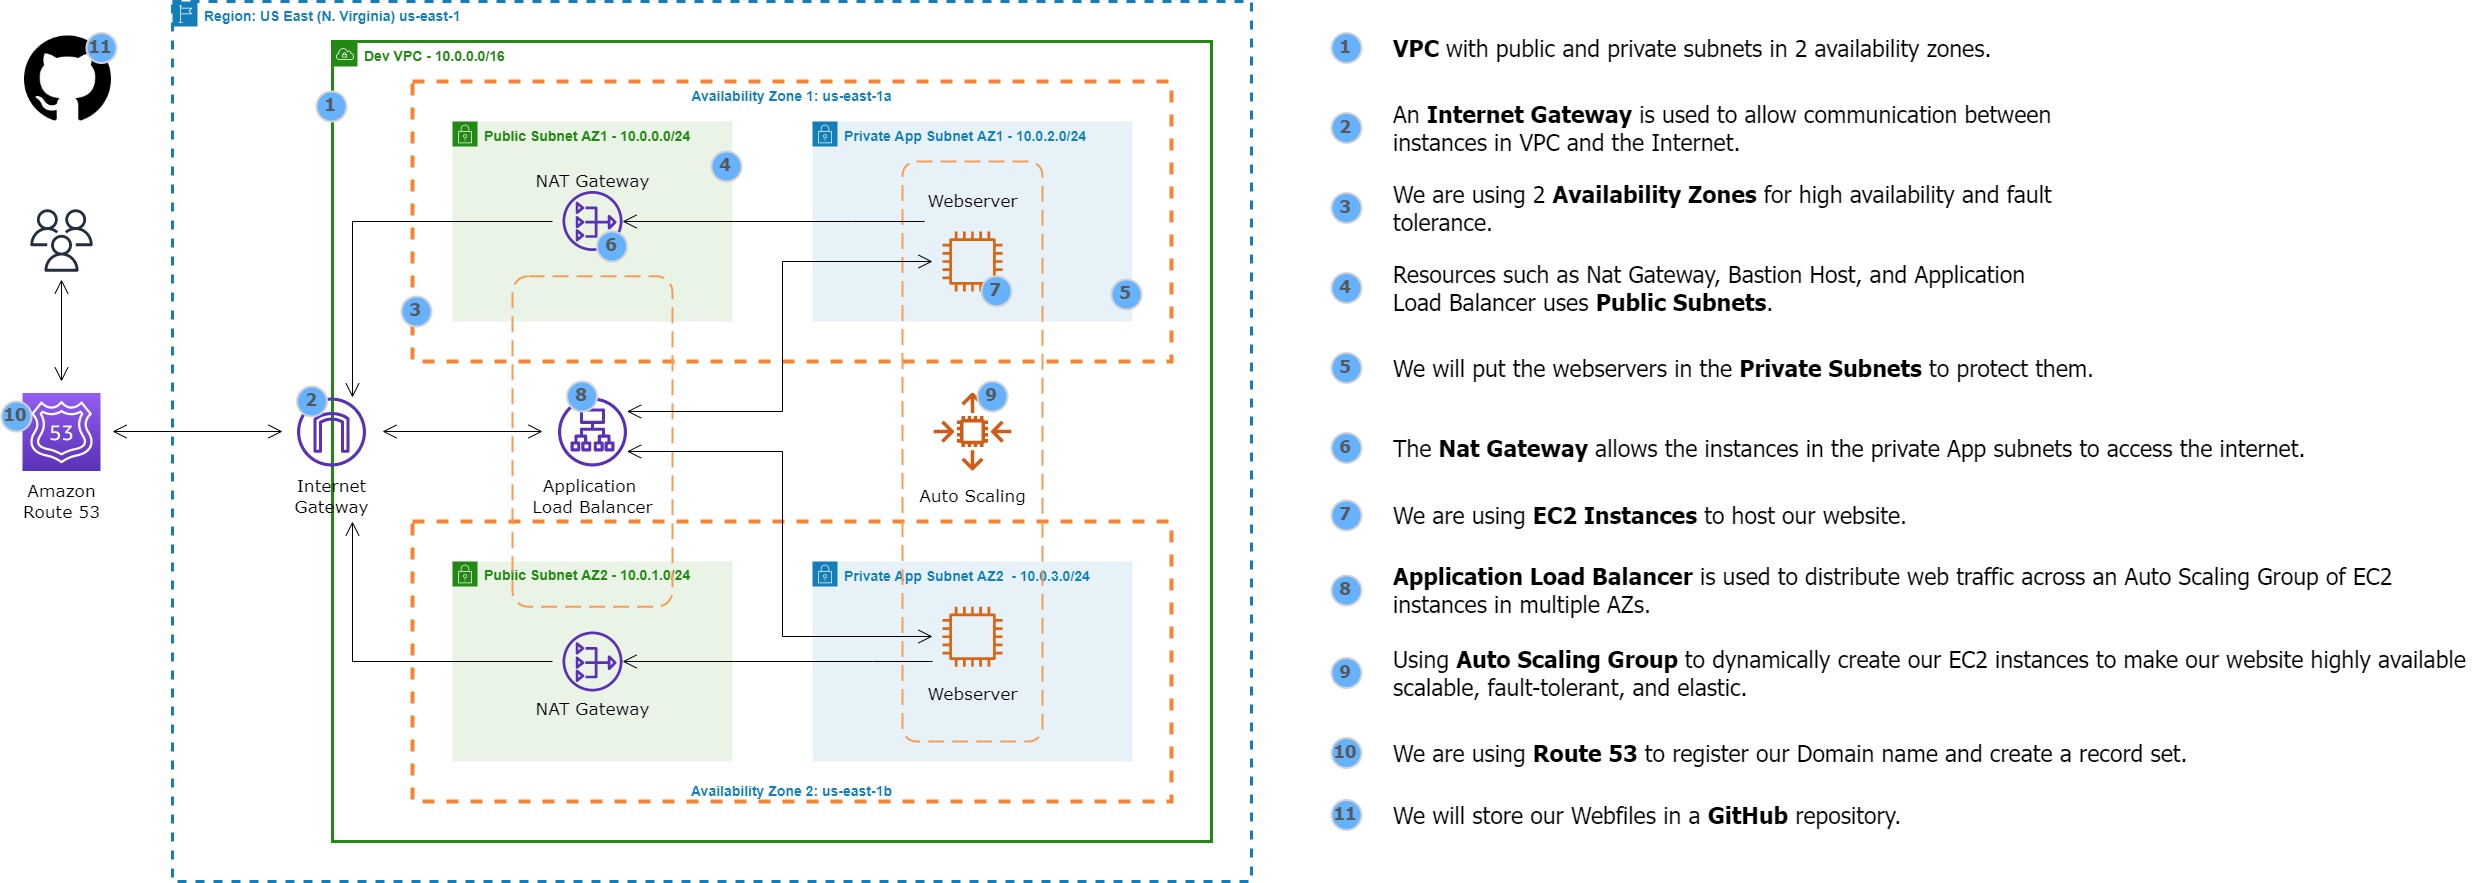 Region: US East (N. Virginia) us-east-1
11
Dev VPC - 10.0.0.0/16
1
Availability Zone 1: us-east-1a
Public Subnet AZ1 - 10.0.0.0/24
Private App Subnet AZ1 - 10.0.2.0/24
4
NAT Gateway
Webserver
6
7
5
3
2
8
9
10
53
Amazon
Route 53
Internet
Gateway
Application
Load Balancer
Auto Scaling
Public Subnet AZ2 - 10.0.1.0/24
Private App Subnet AZ2 - 10.0.3.0/24
NAT Gateway
Webserver
Availability Zone 2: us-east-1b
1
VPC with public and private subnets in 2 availability zones.
2
An Internet Gateway is used to allow communication between
instances in VPC and the Internet.
3
We are using 2 Availability Zones for high availability and fault
tolerance.
4
Resources such as Nat Gateway, Bastion Host, and Application
Load Balancer uses Public Subnets.
5
We will put the webservers in the Private Subnets to protect them.
6
The Nat Gateway allows the instances in the private App subnets to access the internet.
7
We are using EC2 Instances to host our website.
8
Application Load Balancer is used to distribute web traffic across an Auto Scaling Group of EC2
instances in multiple AZs.
9
Using Auto Scaling Group to dynamically create our EC2 instances to make our website highly available
scalable, fault-tolerant, and elastic.
10
We are using Route 53 to register our Domain name and create a record set.
11
We will store our Webfiles in a GitHub repository.